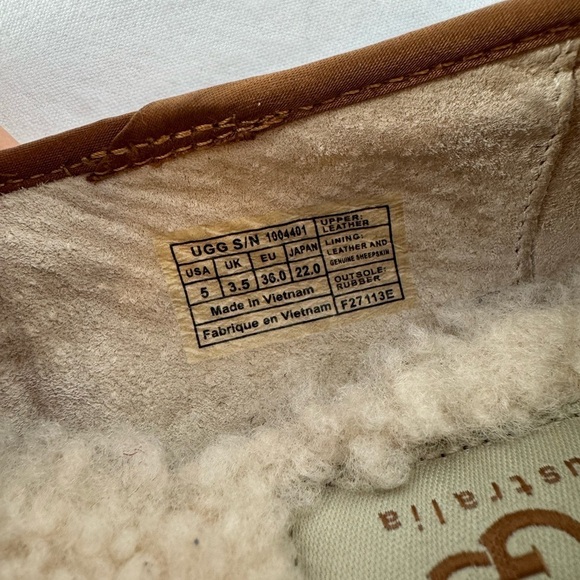 UGG S/N 1004401
USA UK EU JAPAN
5 3.5 36.0 22.0
Made in Vietnam
Fabrique en Vietnam
UPPER:
LEATHER
LINING:
LEATHER AND
GENUINE SHEEPSKIN
OUTSOLE:
RUBBER
F27113E
G
ustralia